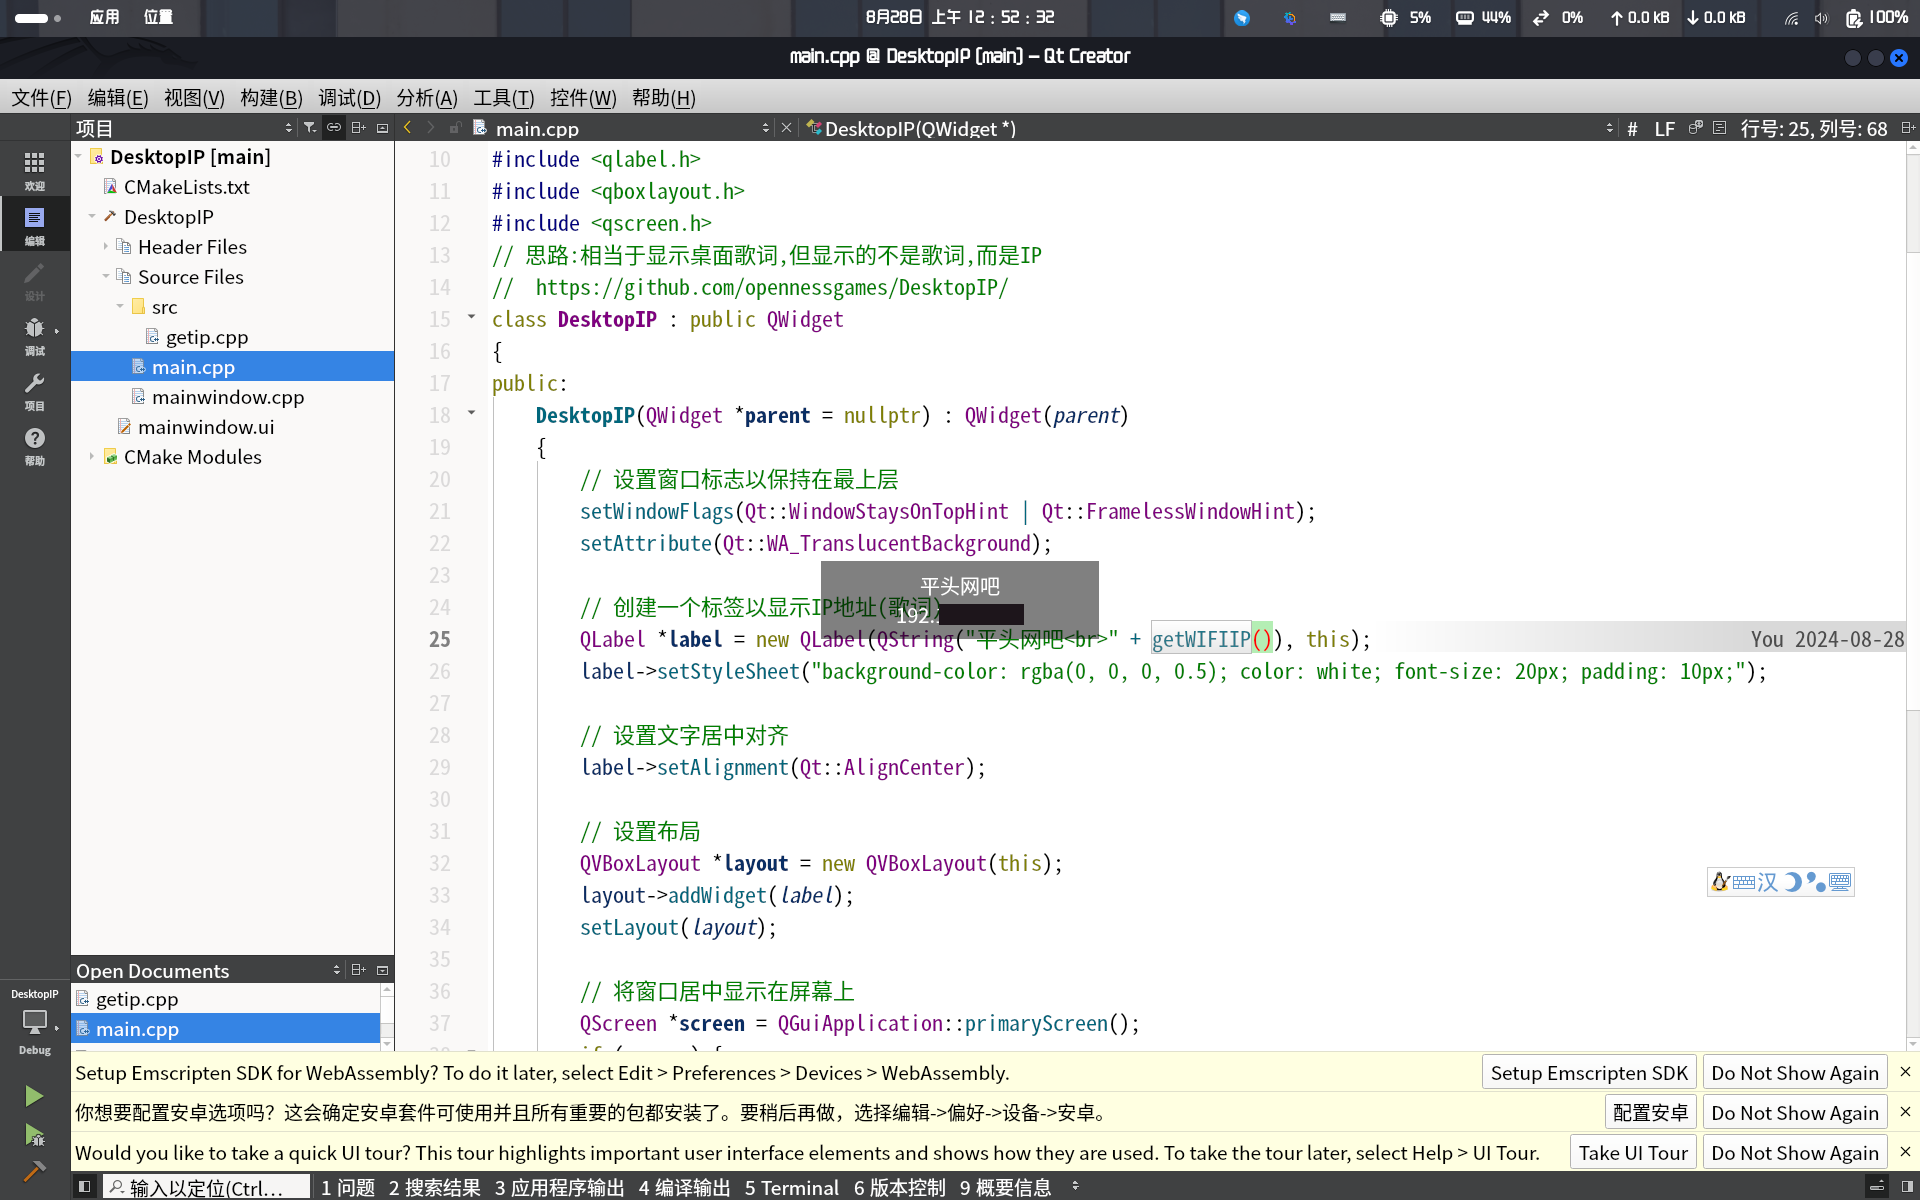 应用 位置 8月28日 上午 12：52：32 5% 44% 0% 0.0 kB 0.0 kB 100%
main.cpp @ DesktopIP [main] – Qt Creator
文件(F) 编辑(E) 视图(V) 构建(B) 调试(D) 分析(A) 工具(T) 控件(W) 帮助(H)
项目 main.cpp DesktopIP(QWidget *) # LF 行号: 25, 列号: 68
欢迎
编辑
设计
调试
项目
帮助
DesktopIP [main]
CMakeLists.txt
DesktopIP
Header Files
Source Files
src
getip.cpp
main.cpp
mainwindow.cpp
mainwindow.ui
CMake Modules
10 #include <qlabel.h>
11 #include <qboxlayout.h>
12 #include <qscreen.h>
13 // 思路:相当于显示桌面歌词,但显示的不是歌词,而是IP
14 //  https://github.com/opennessgames/DesktopIP/
15 class DesktopIP : public QWidget
16 {
17 public:
18 DesktopIP(QWidget *parent = nullptr) : QWidget(parent)
19 {
20 // 设置窗口标志以保持在最上层
21 setWindowFlags(Qt::WindowStaysOnTopHint | Qt::FramelessWindowHint);
22 setAttribute(Qt::WA_TranslucentBackground);
23
平头网吧
192.
24 // 创建一个标签以显示IP地址(歌词)
25 QLabel *label = new QLabel(QString("平头网吧<br>" + getWIFIIP()), this); You 2024-08-28
26 label->setStyleSheet("background-color: rgba(0, 0, 0, 0.5); color: white; font-size: 20px; padding: 10px;");
27
28 // 设置文字居中对齐
29 label->setAlignment(Qt::AlignCenter);
30
31 // 设置布局
32 QVBoxLayout *layout = new QVBoxLayout(this);
33 layout->addWidget(label);
34 setLayout(layout);
35
36 // 将窗口居中显示在屏幕上
37 QScreen *screen = QGuiApplication::primaryScreen();
汉
Open Documents
getip.cpp
main.cpp
DesktopIP
Debug
Setup Emscripten SDK for WebAssembly? To do it later, select Edit > Preferences > Devices > WebAssembly. Setup Emscripten SDK Do Not Show Again
你想要配置安卓选项吗？这会确定安卓套件可使用并且所有重要的包都安装了。要稍后再做，选择编辑->偏好->设备->安卓。 配置安卓 Do Not Show Again
Would you like to take a quick UI tour? This tour highlights important user interface elements and shows how they are used. To take the tour later, select Help > UI Tour. Take UI Tour Do Not Show Again
输入以定位(Ctrl... 1 问题 2 搜索结果 3 应用程序输出 4 编译输出 5 Terminal 6 版本控制 9 概要信息